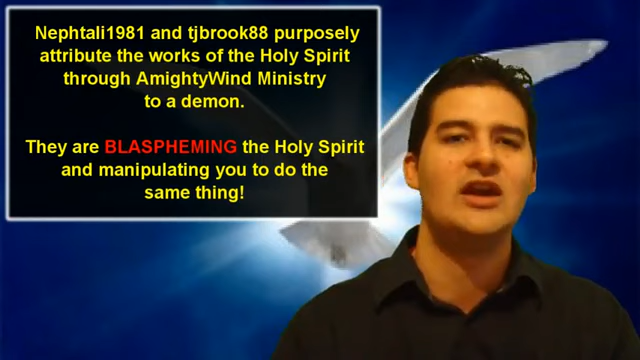 Nephtali1981 and tjbrook88 purposely
attribute the works of the Holy Spirit
through AmightyWind Ministry
to a demon.
They are BLASPHEMING the Holy Spirit
and manipulating you to do the
same thing!